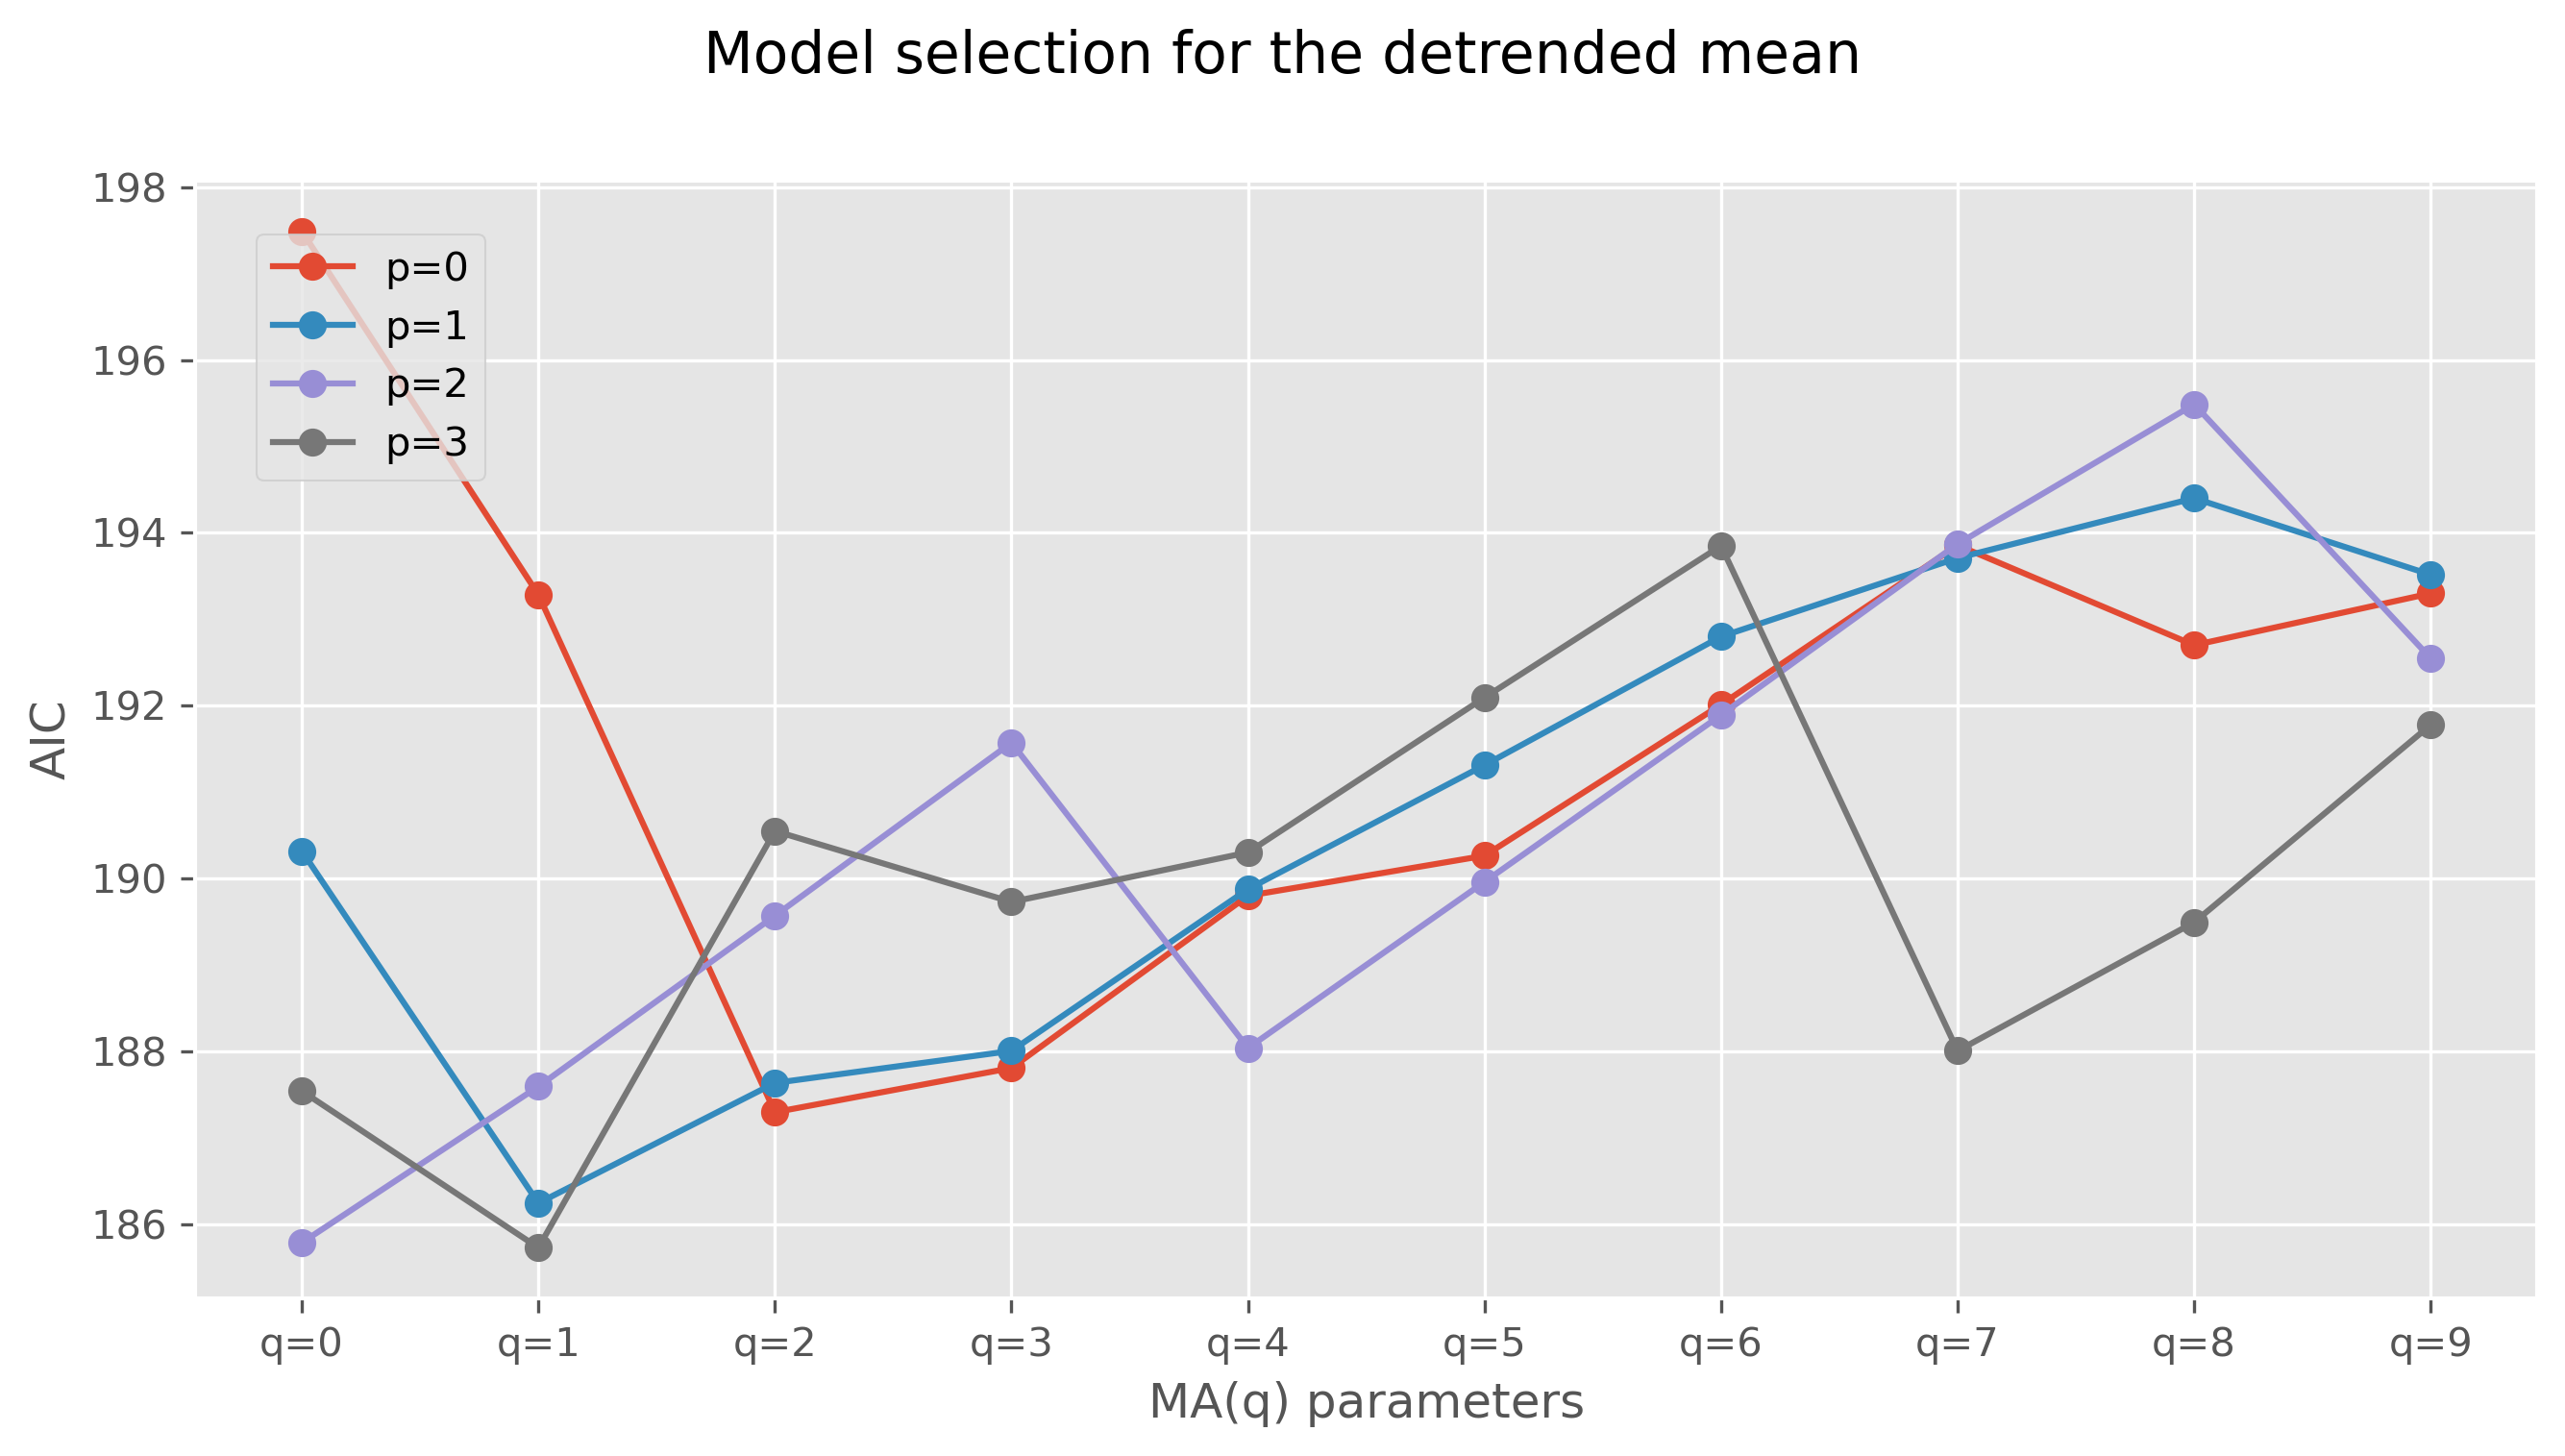 Model selection for the detrended mean
198
196
194
192
190
188
186
AIC
p=0
p=1
p=2
p=3
q=0 q=1 q=2 q=3 q=4 q=5 q=6 q=7 q=8 q=9
MA(q) parameters